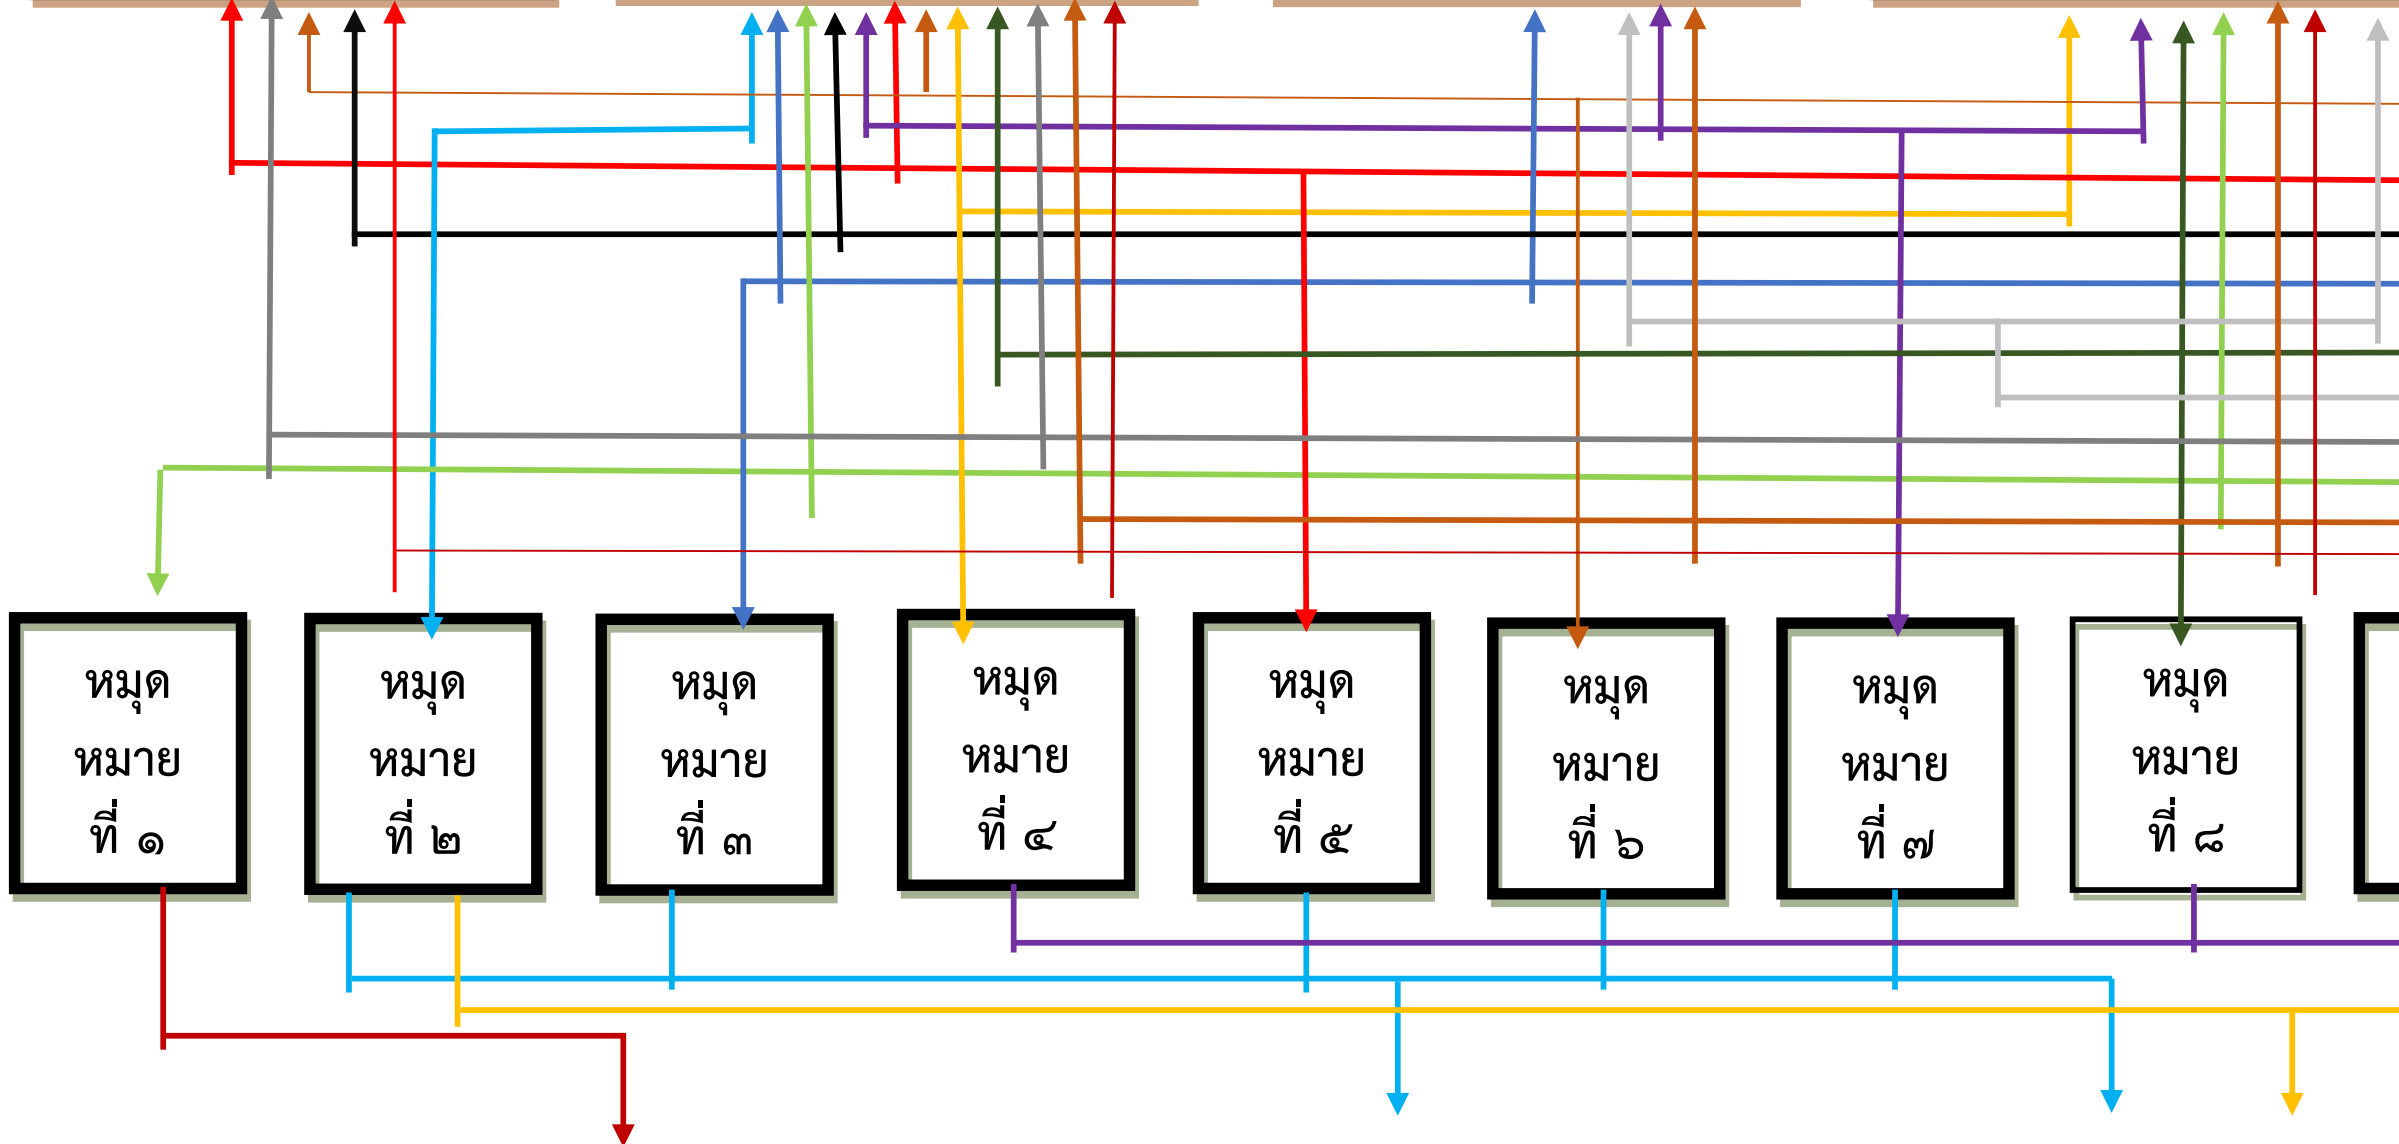 หมุด
หมาย
ที่ ๑
หมุด
หมาย
ที่ ๒
หมุด
หมาย
ที่ ๓
หมุด
หมาย
ที่ ๔
หมุด
หมาย
ที่ ๕
หมุด
หมาย
ที่ ๖
หมุด
หมาย
ที่ ๗
หมุด
หมาย
ที่ ๘